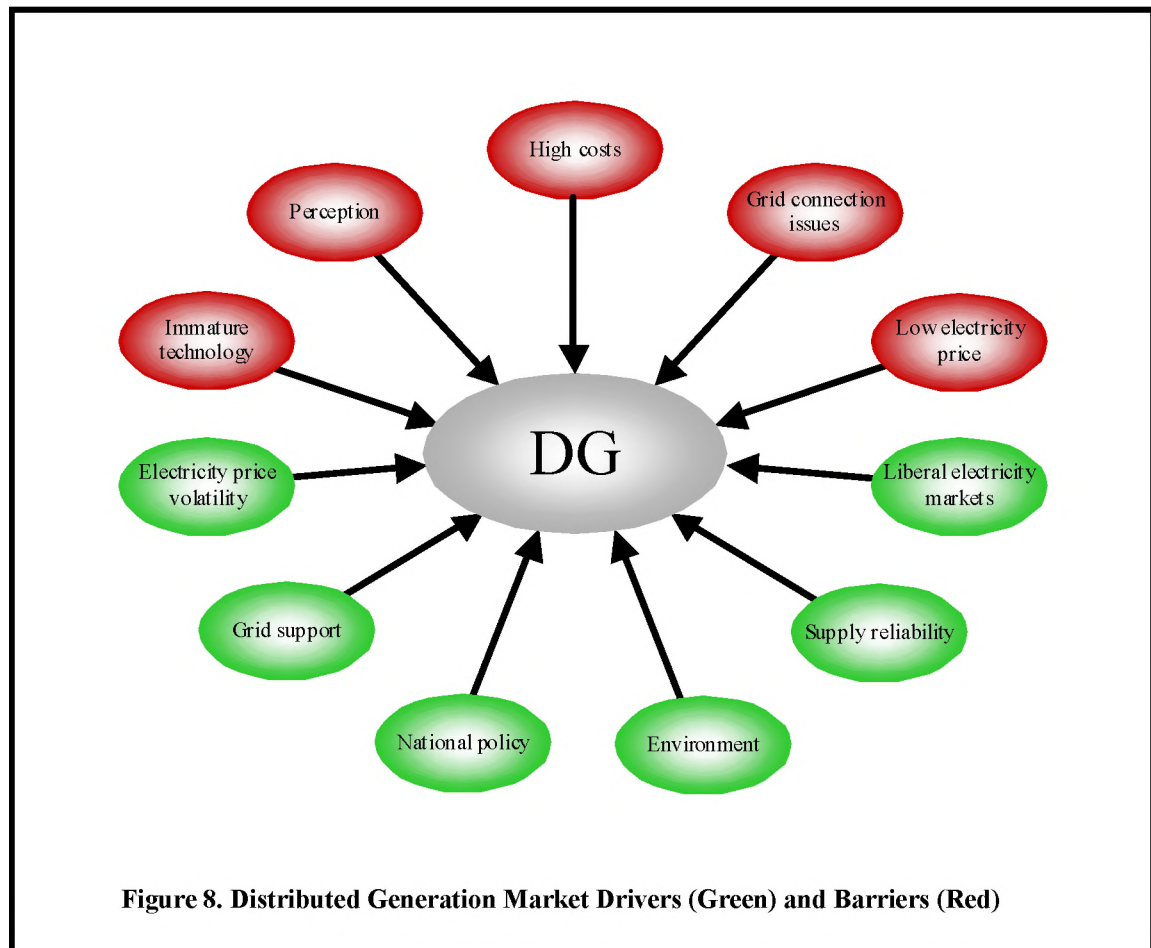 High costs
Perception
Grid connection
issues
Immature
technology
Low electricity
price
DG
Electricity price
volatility
Liberal electricity
markets
Grid support
Supply reliability
National policy
Environment
Figure 8. Distributed Generation Market Drivers (Green) and Barriers (Red)